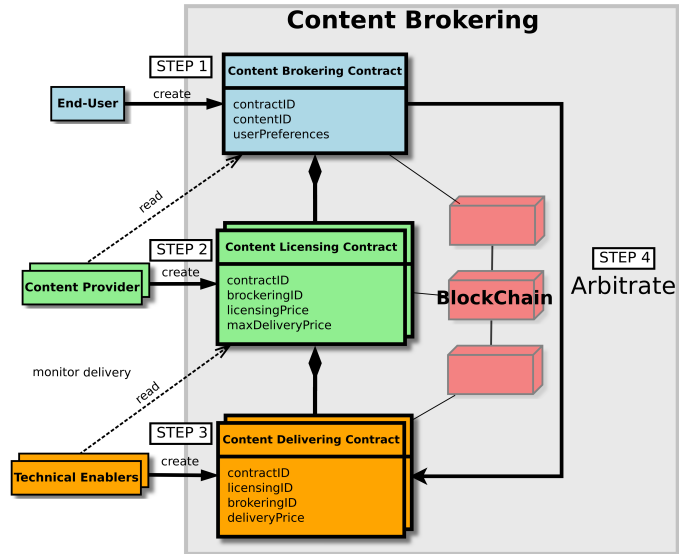 Content Brokering
STEP 1
Content Brokering Contract
End-User
create
contractID
contentID
userPreferences
read
STEP 2
Content Licensing Contract
Content Provider
create
contractID
brockeringID
licensingPrice
maxDeliveryPrice
BlockChain
STEP 4
Arbitrate
monitor delivery
read
STEP 3
Content Delivering Contract
Technical Enablers
create
contractID
licensingID
brokeringID
deliveryPrice